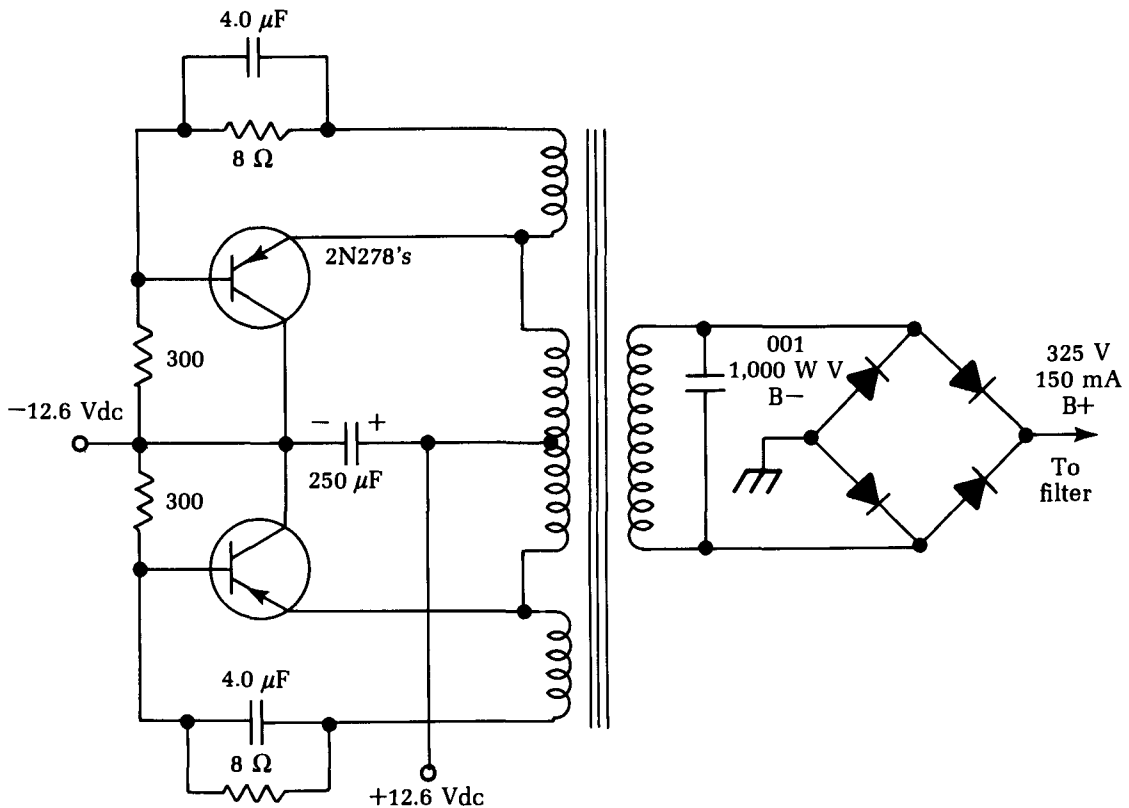 4.0 μF
8 Ω
2N278's
300
−12.6 Vdc
− +
250 μF
300
4.0 μF
8 Ω
+12.6 Vdc
001
1,000 W V
B−
325 V
150 mA
B+
To
filter